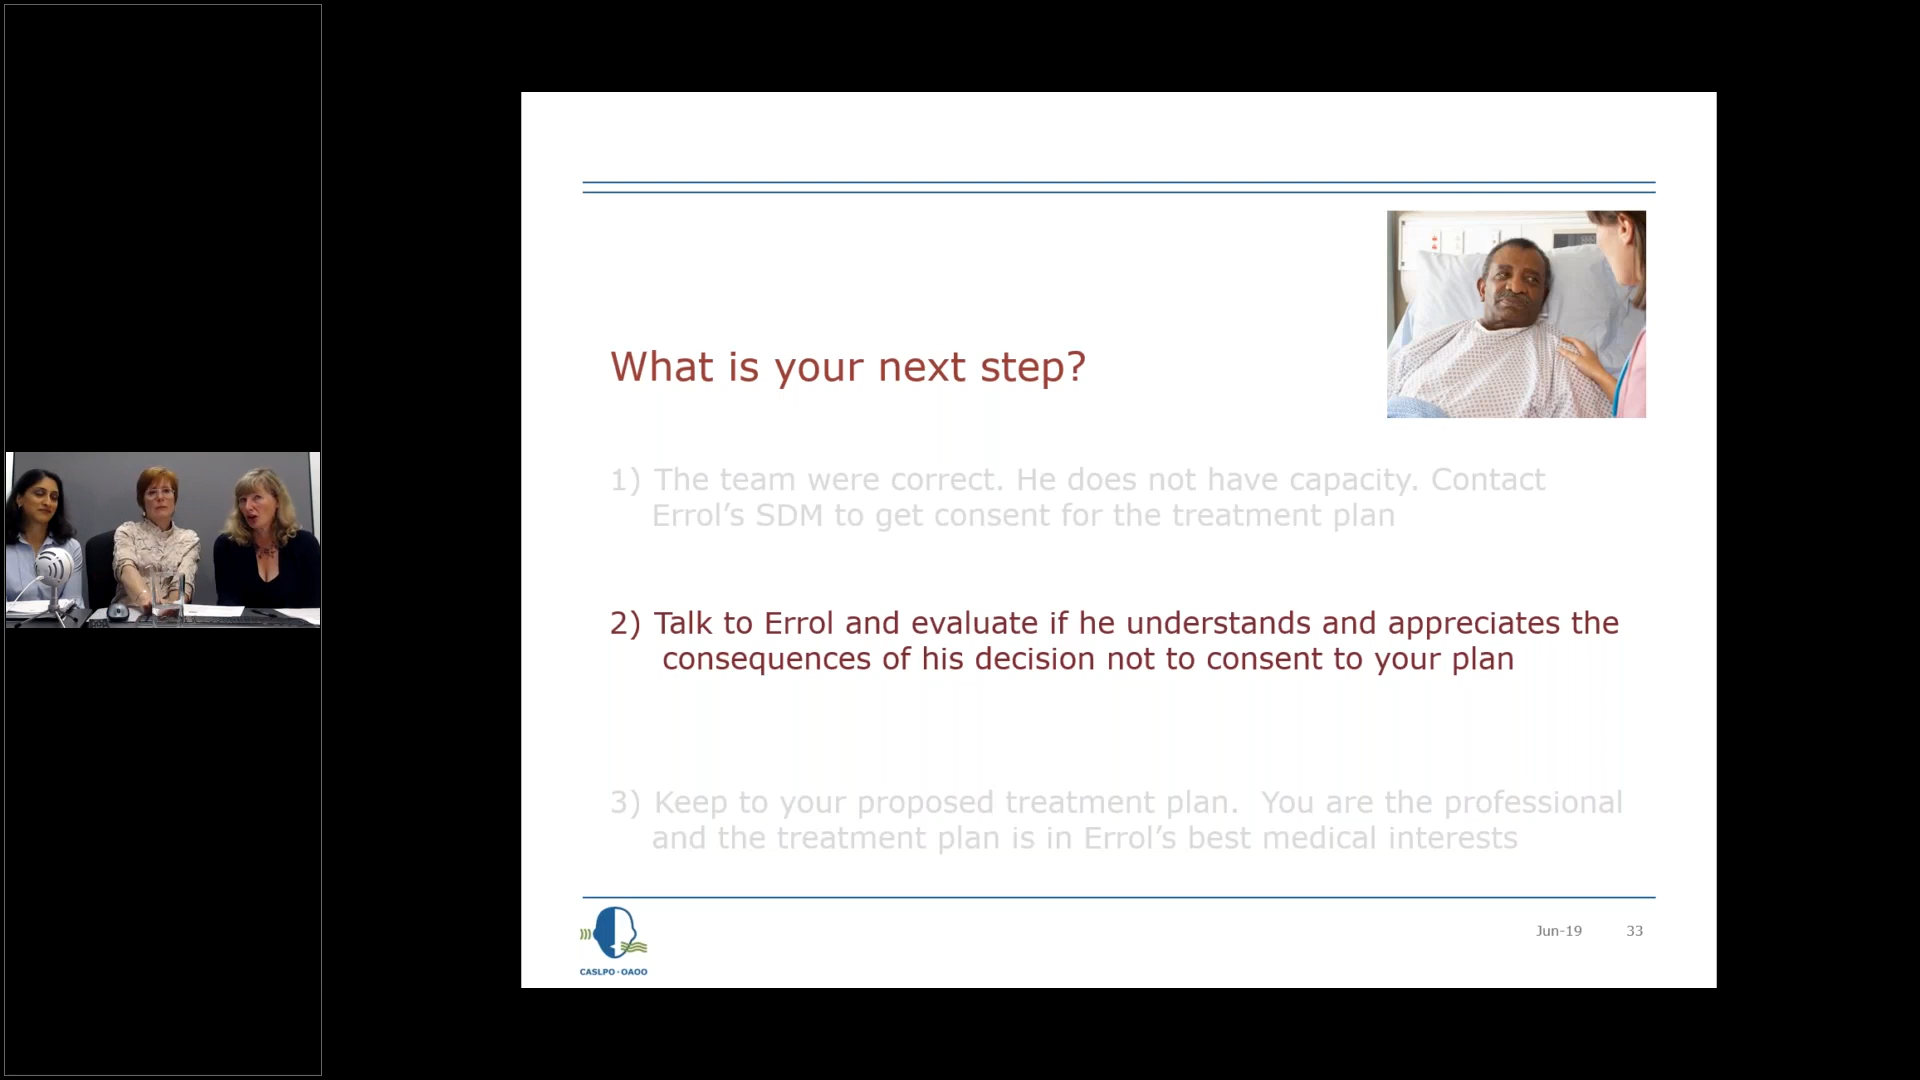 What is your next step?
1) The team were correct. He does not have capacity. Contact
Errol’s SDM to get consent for the treatment plan
2) Talk to Errol and evaluate if he understands and appreciates the
consequences of his decision not to consent to your plan
3) Keep to your proposed treatment plan.  You are the professional
and the treatment plan is in Errol’s best medical interests
CASLPO·OAOO
Jun-19 33